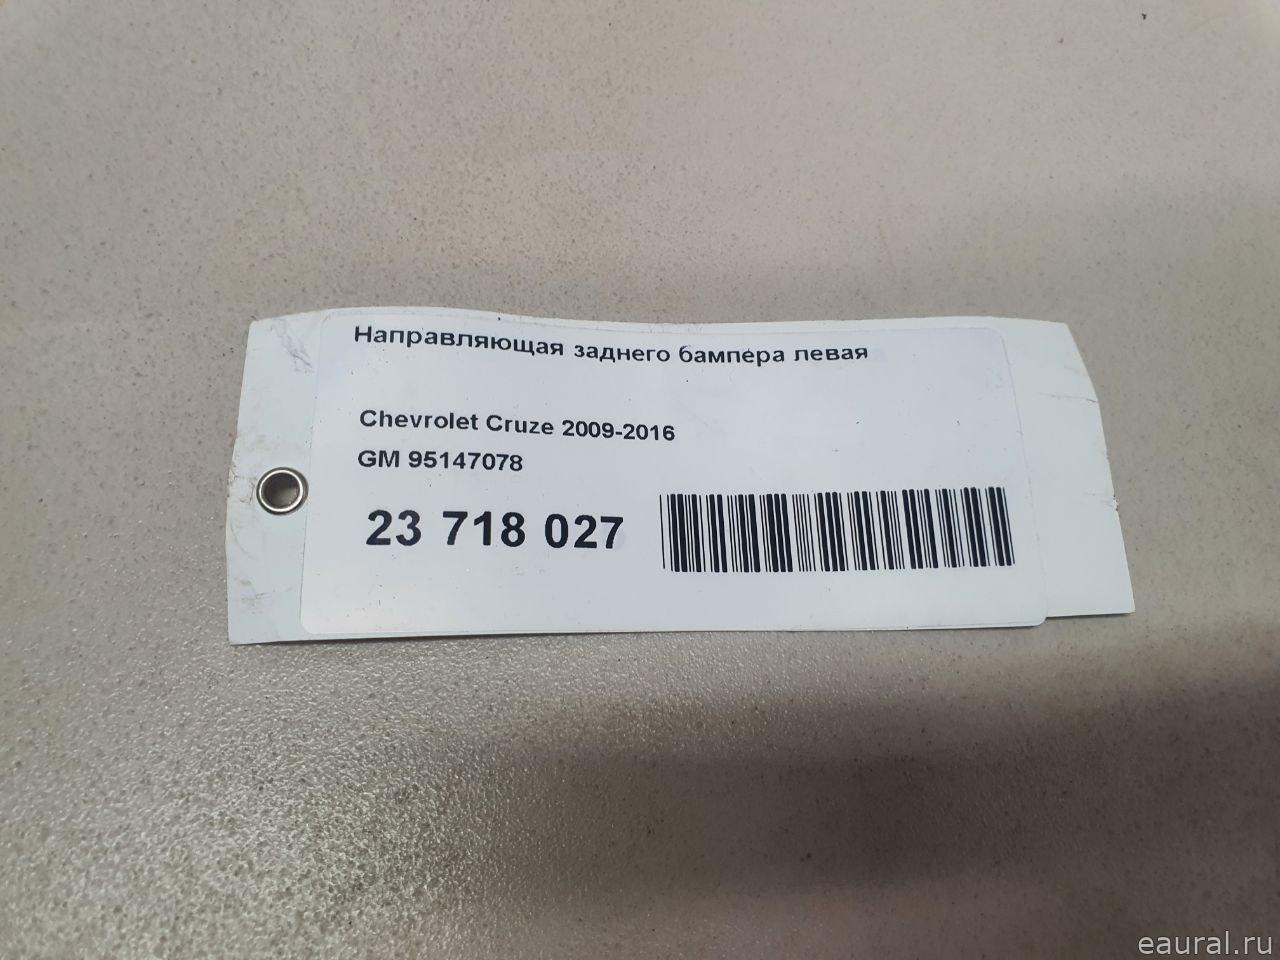 Направляющая заднего бампера левая
Chevrolet Cruze 2009-2016
GM 95147078
23 718 027
eaural.ru